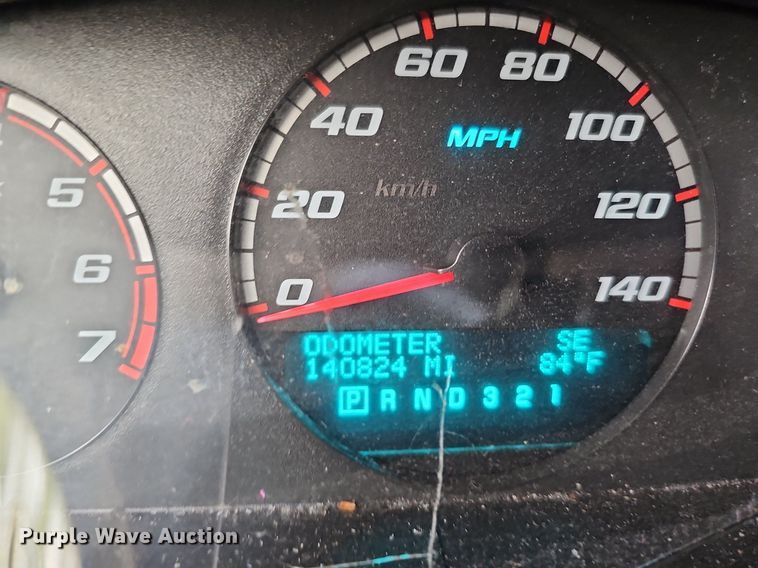 60 80
40 100
MPH
km/h
5
20 120
6
0 140
7
ODOMETER SE
140824 MI 84°F
P R N D 3 2 1
Purple Wave Auction